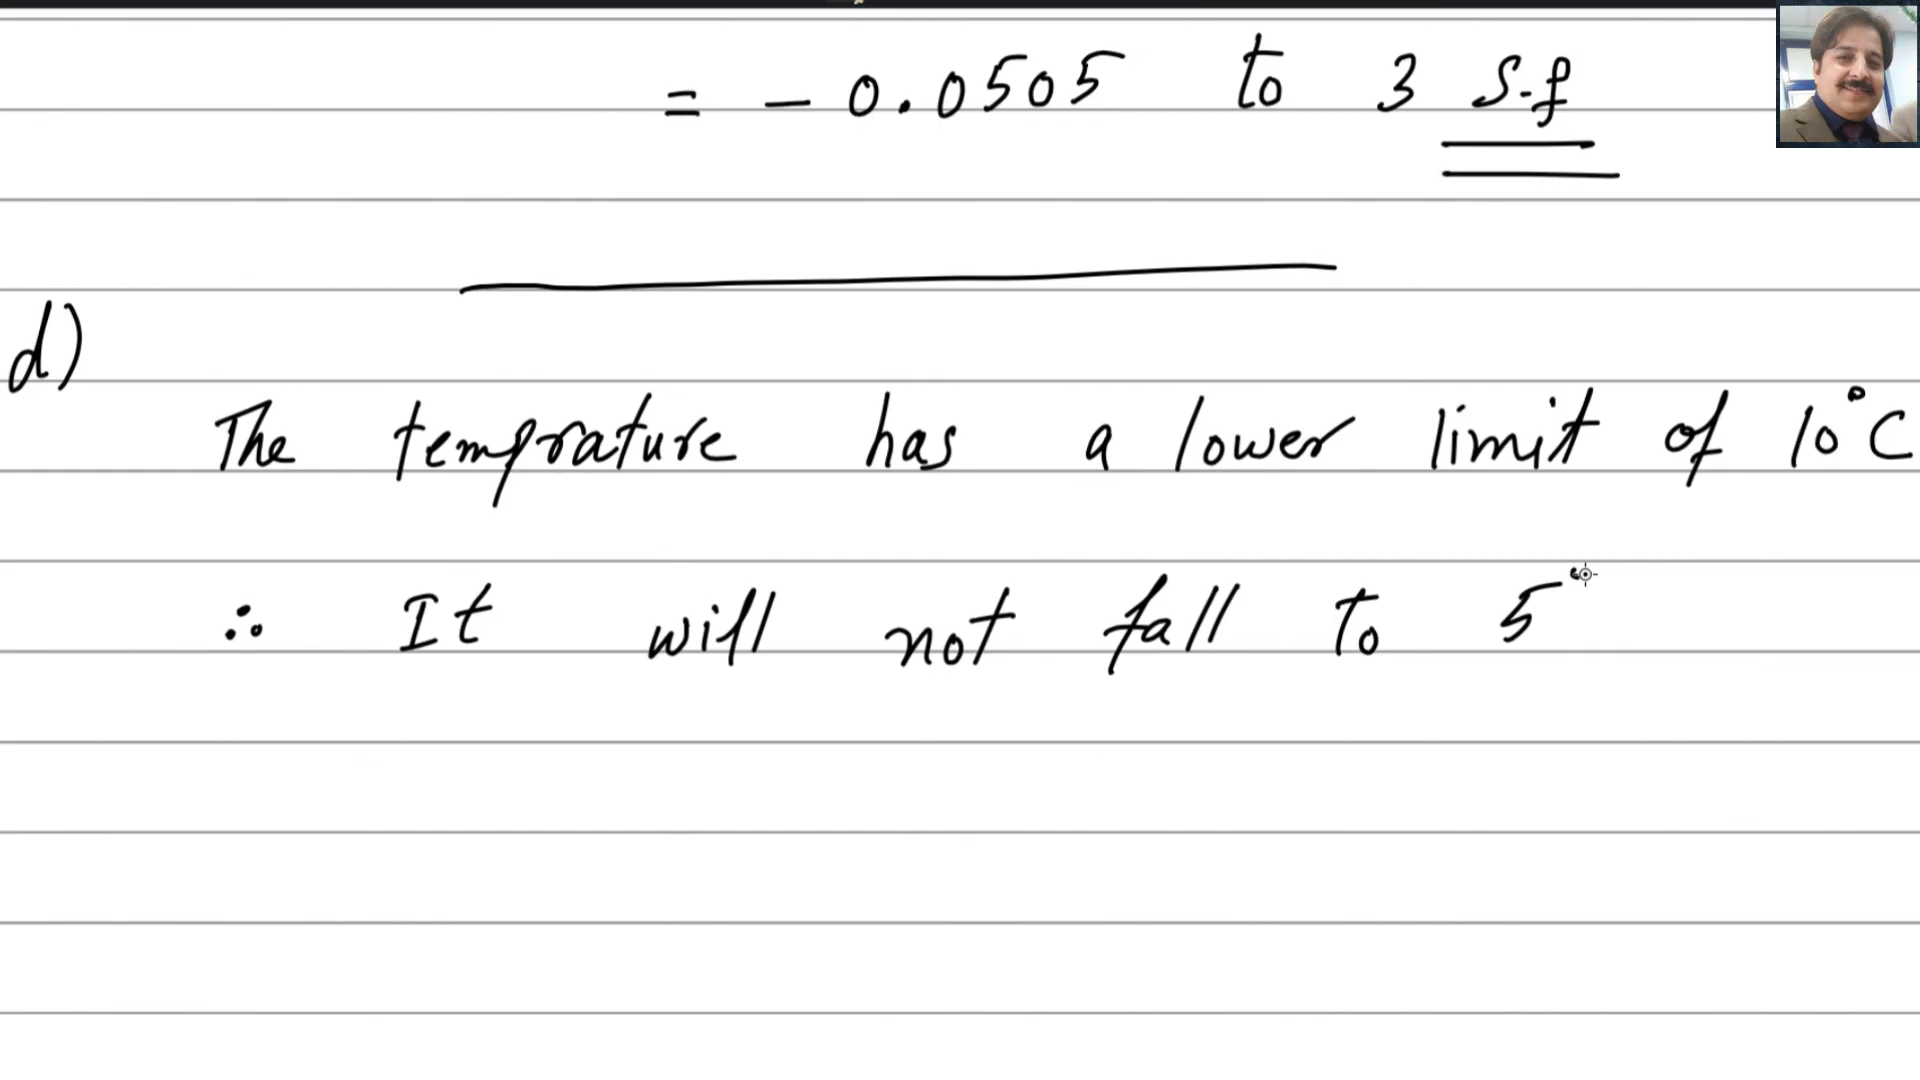 = - 0.0505 to 3 s.f
d)
The temprature has a lower limit of 10°C
∴ It will not fall to 5°